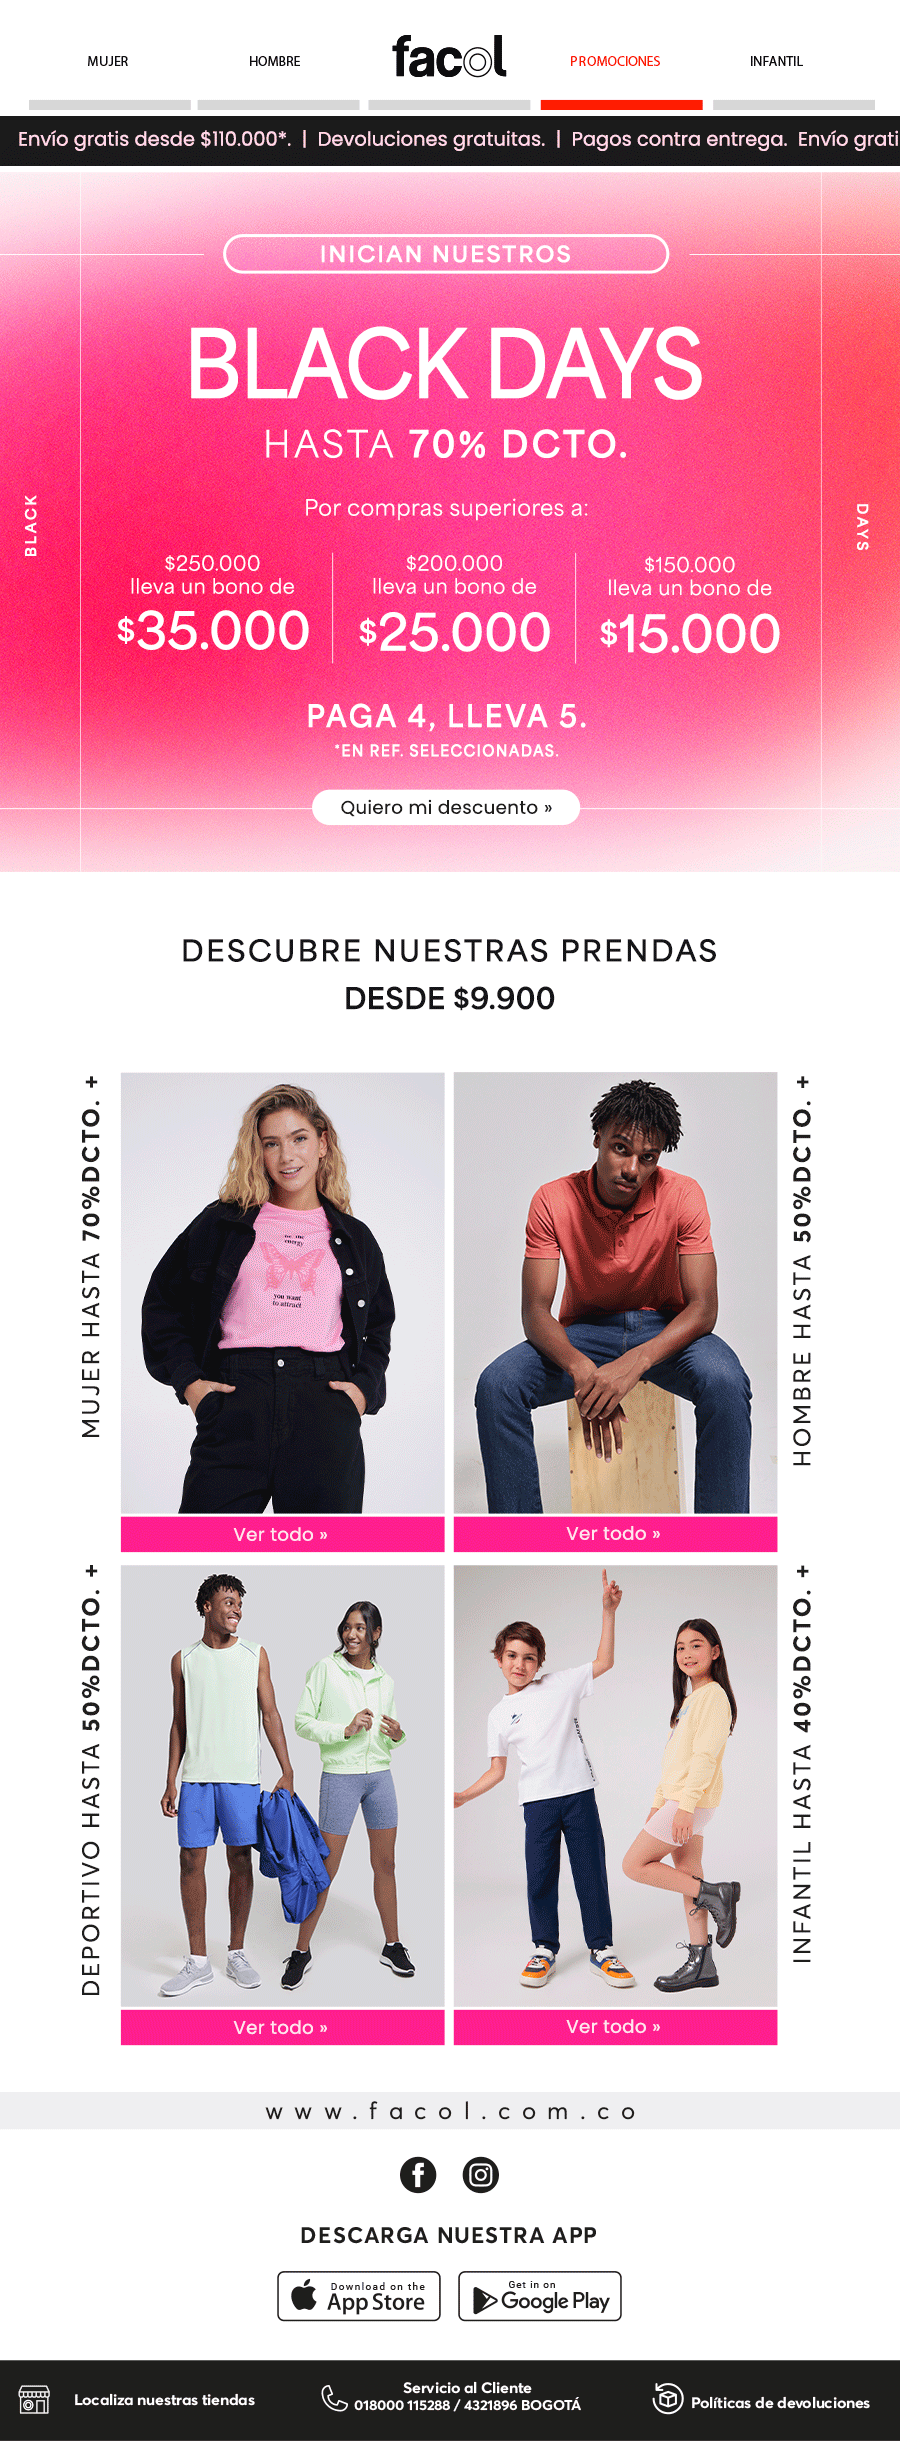 MUJER
HOMBRE
facol
PROMOCIONES
INFANTIL
Envío gratis desde $110.000*. | Devoluciones gratuitas. | Pagos contra entrega. Envío grati
INICIAN NUESTROS
BLACK DAYS
HASTA 70% DCTO.
BLACK
DAYS
Por compras superiores a:
$250.000
lleva un bono de
$35.000
$200.000
lleva un bono de
$25.000
$150.000
lleva un bono de
$15.000
PAGA 4, LLEVA 5.
*EN REF. SELECCIONADAS.
Quiero mi descuento »
DESCUBRE NUESTRAS PRENDAS
DESDE $9.900
MUJER HASTA 70%DCTO. +
energy
you want
to attract
Ver todo »
HOMBRE HASTA 50%DCTO. +
Ver todo »
DEPORTIVO HASTA 50%DCTO. +
Ver todo »
INFANTIL HASTA 40%DCTO. +
Ver todo »
www.facol.com.co
DESCARGA NUESTRA APP
Download on the
App Store
Get in on
Google Play
Localiza nuestras tiendas
Servicio al Cliente
018000 115288 / 4321896 BOGOTÁ
Políticas de devoluciones